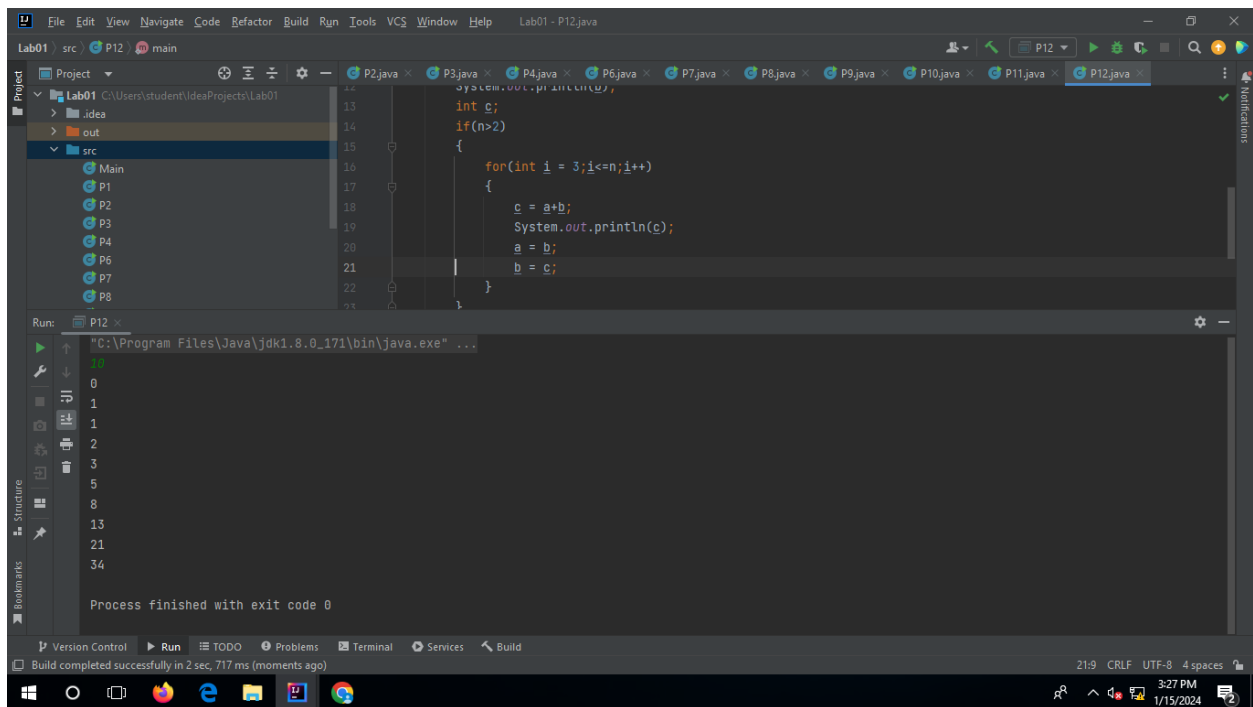 File Edit View Navigate Code Refactor Build Run Tools VCS Window Help Lab01 - P12.java
Lab01 src P12 main P12
Project P2.java P3.java P4.java P6.java P7.java P8.java P9.java P10.java P11.java P12.java
Project
Notifications
Lab01 C:\Users\student\IdeaProjects\Lab01
.idea
out
src
Main
P1
P2
P3
P4
P6
P7
P8
12 System.out.println(b);
13 int c;
14 if(n>2)
15 {
16 for(int i = 3;i<=n;i++)
17 {
18 c = a+b;
19 System.out.println(c);
20 a = b;
21 b = c;
22 }
23 }
Run: P12
"C:\Program Files\Java\jdk1.8.0_171\bin\java.exe" ...
10
0
1
1
2
3
5
8
13
21
34
Process finished with exit code 0
Structure
Bookmarks
Version Control Run TODO Problems Terminal Services Build
Build completed successfully in 2 sec, 717 ms (moments ago) 21:9 CRLF UTF-8 4 spaces
3:27 PM
1/15/2024
2